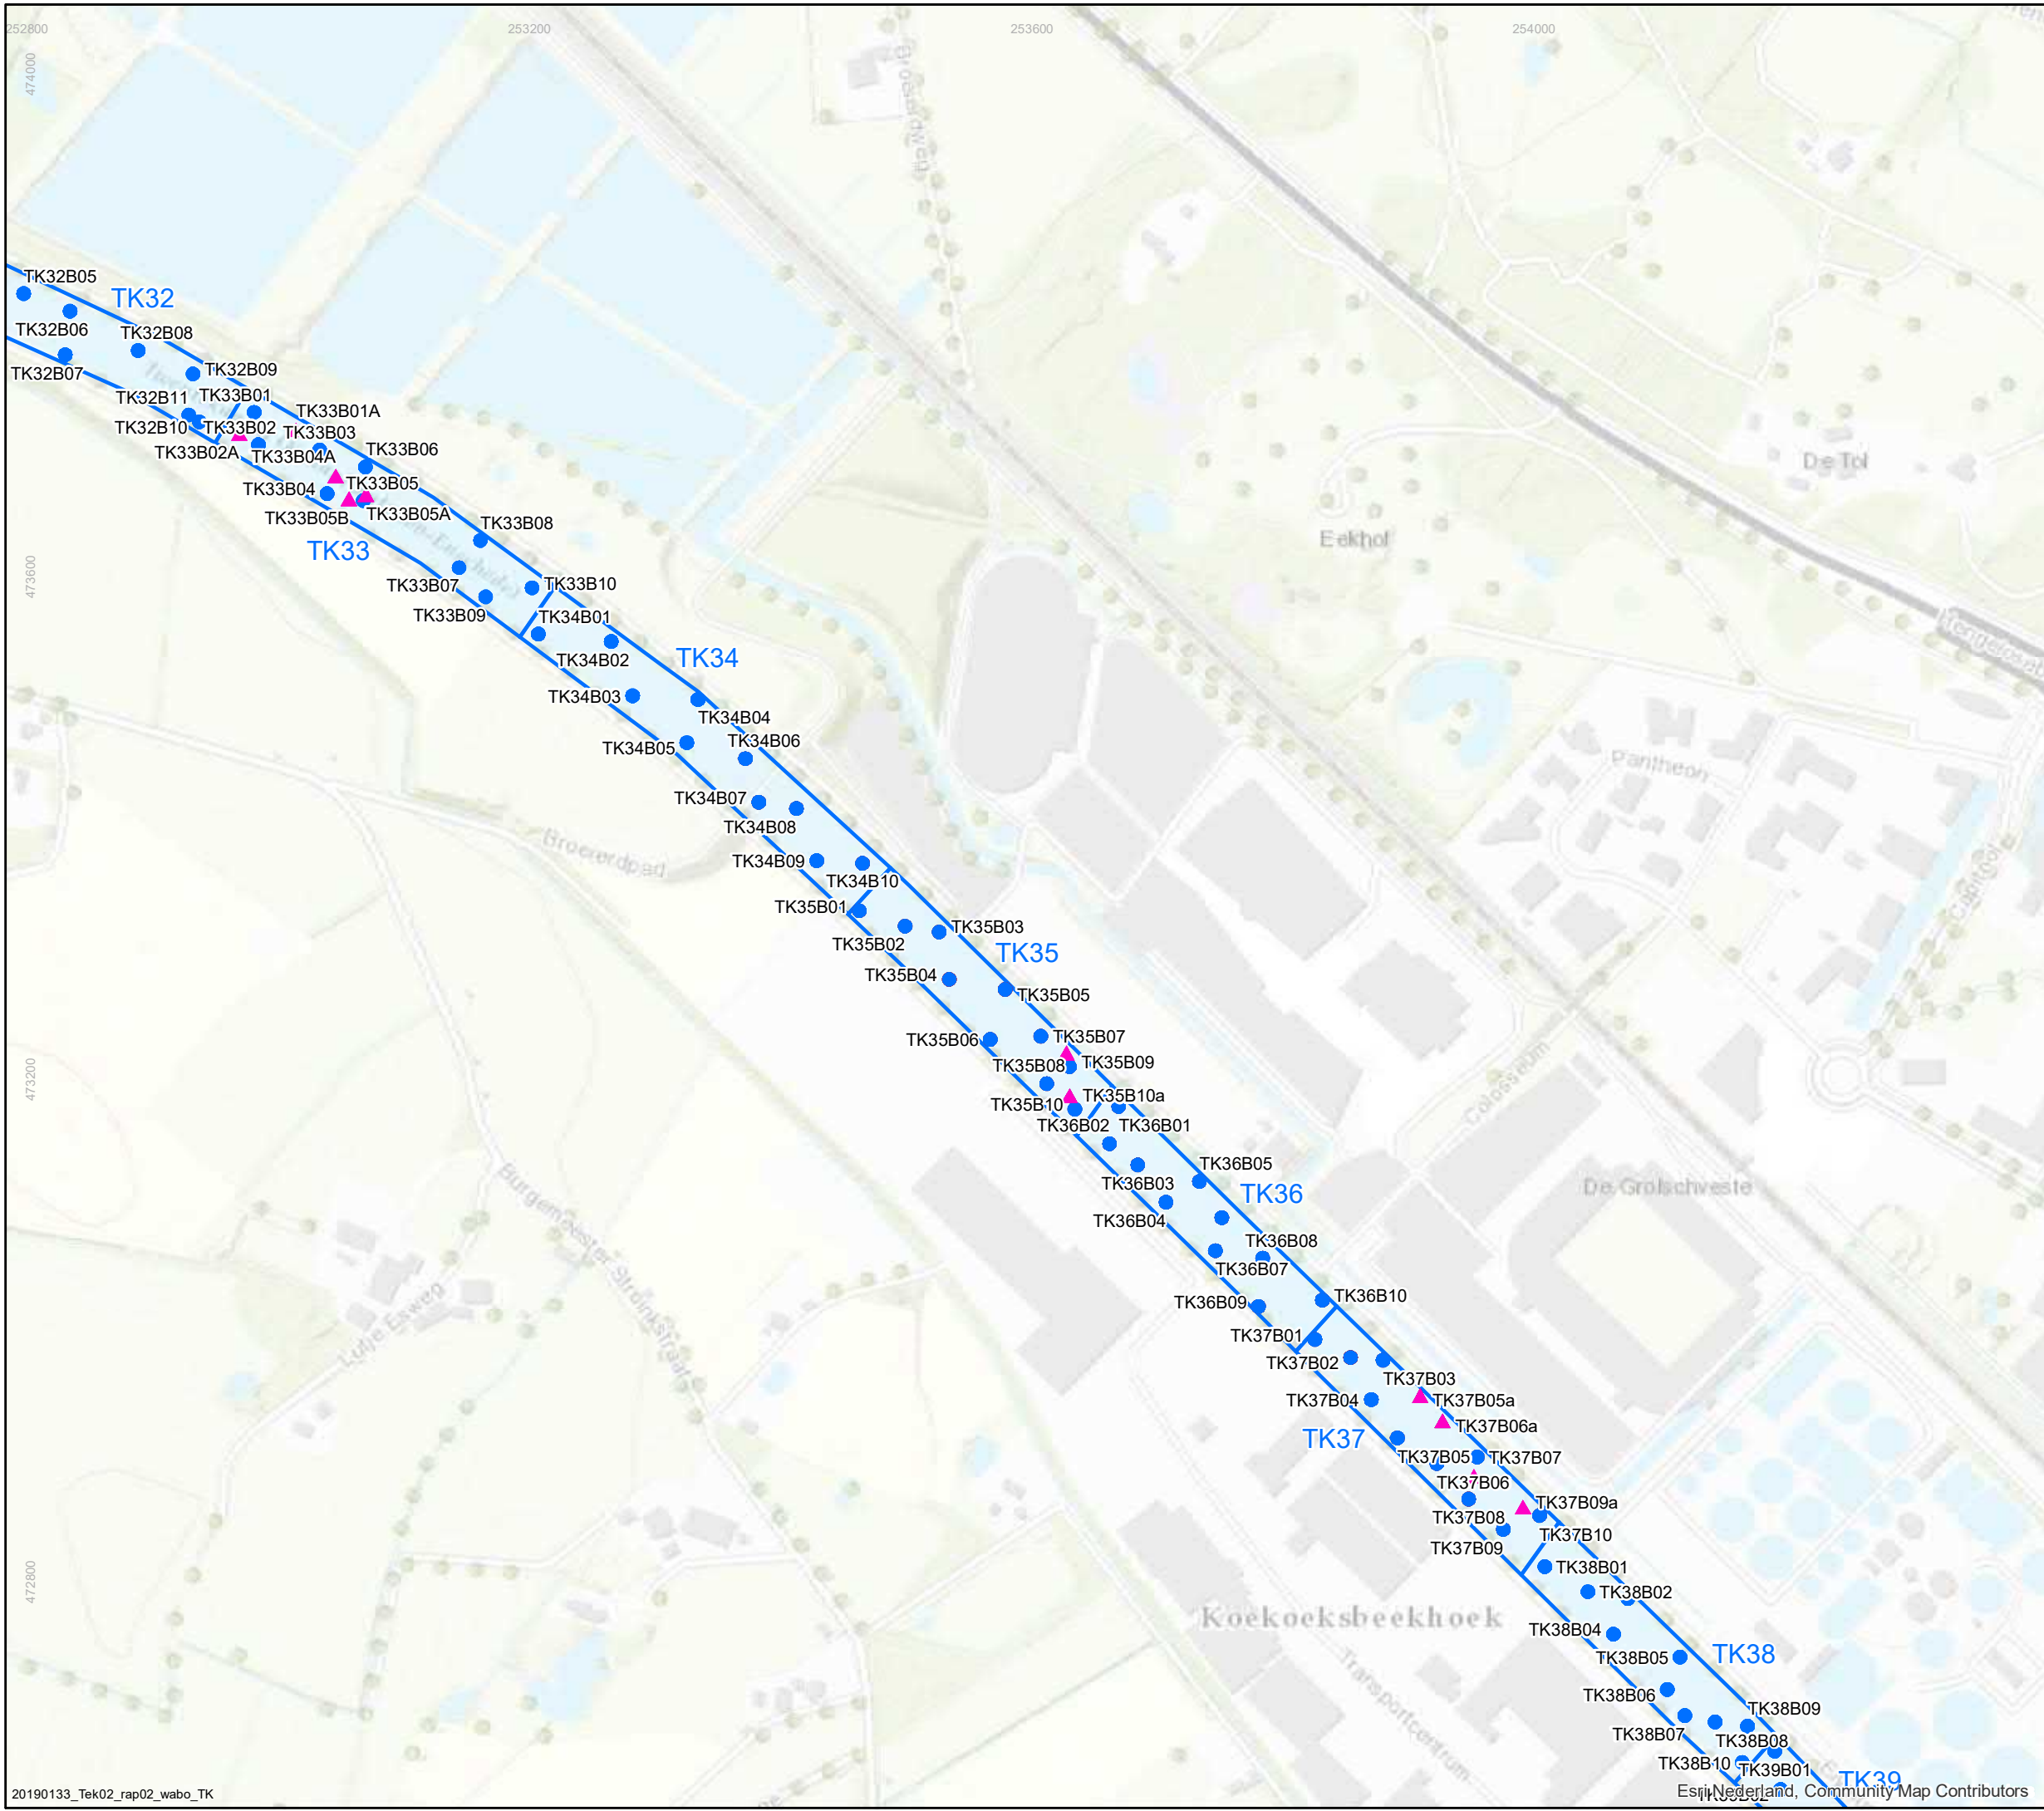 252800
253200
253600
254000
474000
473600
473200
472800
Broeierdweg
TK32B05
TK32
TK32B06
TK32B08
TK32B07
TK32B09
TK32B11
TK33B01
TK33B01A
TK32B10
TK33B02
TK33B03
TK33B02A
TK33B04A
TK33B06
TK33B04
TK33B05
TK33B05B
TK33B05A
TK33
TK33B08
TK33B07
TK33B10
TK33B09
TK34B01
TK34B02
TK34
TK34B03
TK34B04
TK34B05
TK34B06
TK34B07
TK34B08
TK34B09
TK34B10
TK35B01
TK35B02
TK35B03
TK35
TK35B04
TK35B05
TK35B06
TK35B07
TK35B08
TK35B09
TK35B10
TK35B10a
TK36B02
TK36B01
TK36B03
TK36B05
TK36
TK36B04
TK36B08
TK36B07
TK36B09
TK36B10
TK37B01
TK37B02
TK37B03
TK37B04
TK37B05a
TK37B06a
TK37
TK37B05
TK37B07
TK37B06
TK37B08
TK37B09a
TK37B09
TK37B10
TK38B01
TK38B02
TK38B04
TK38B05
TK38
TK38B06
TK38B07
TK38B09
TK38B08
TK38B10
TK39B01
TK39
De Tol
Eekhof
Pantheon
Capitool
Broeierdpad
Colosseum
De Grolschveste
Burgemeester Stroinkstraat
Lutje Esweg
Koekoeksbeekhoek
Transportcentrum
20190133_Tek02_rap02_wabo_TK
Esri Nederland, Community Map Contributors